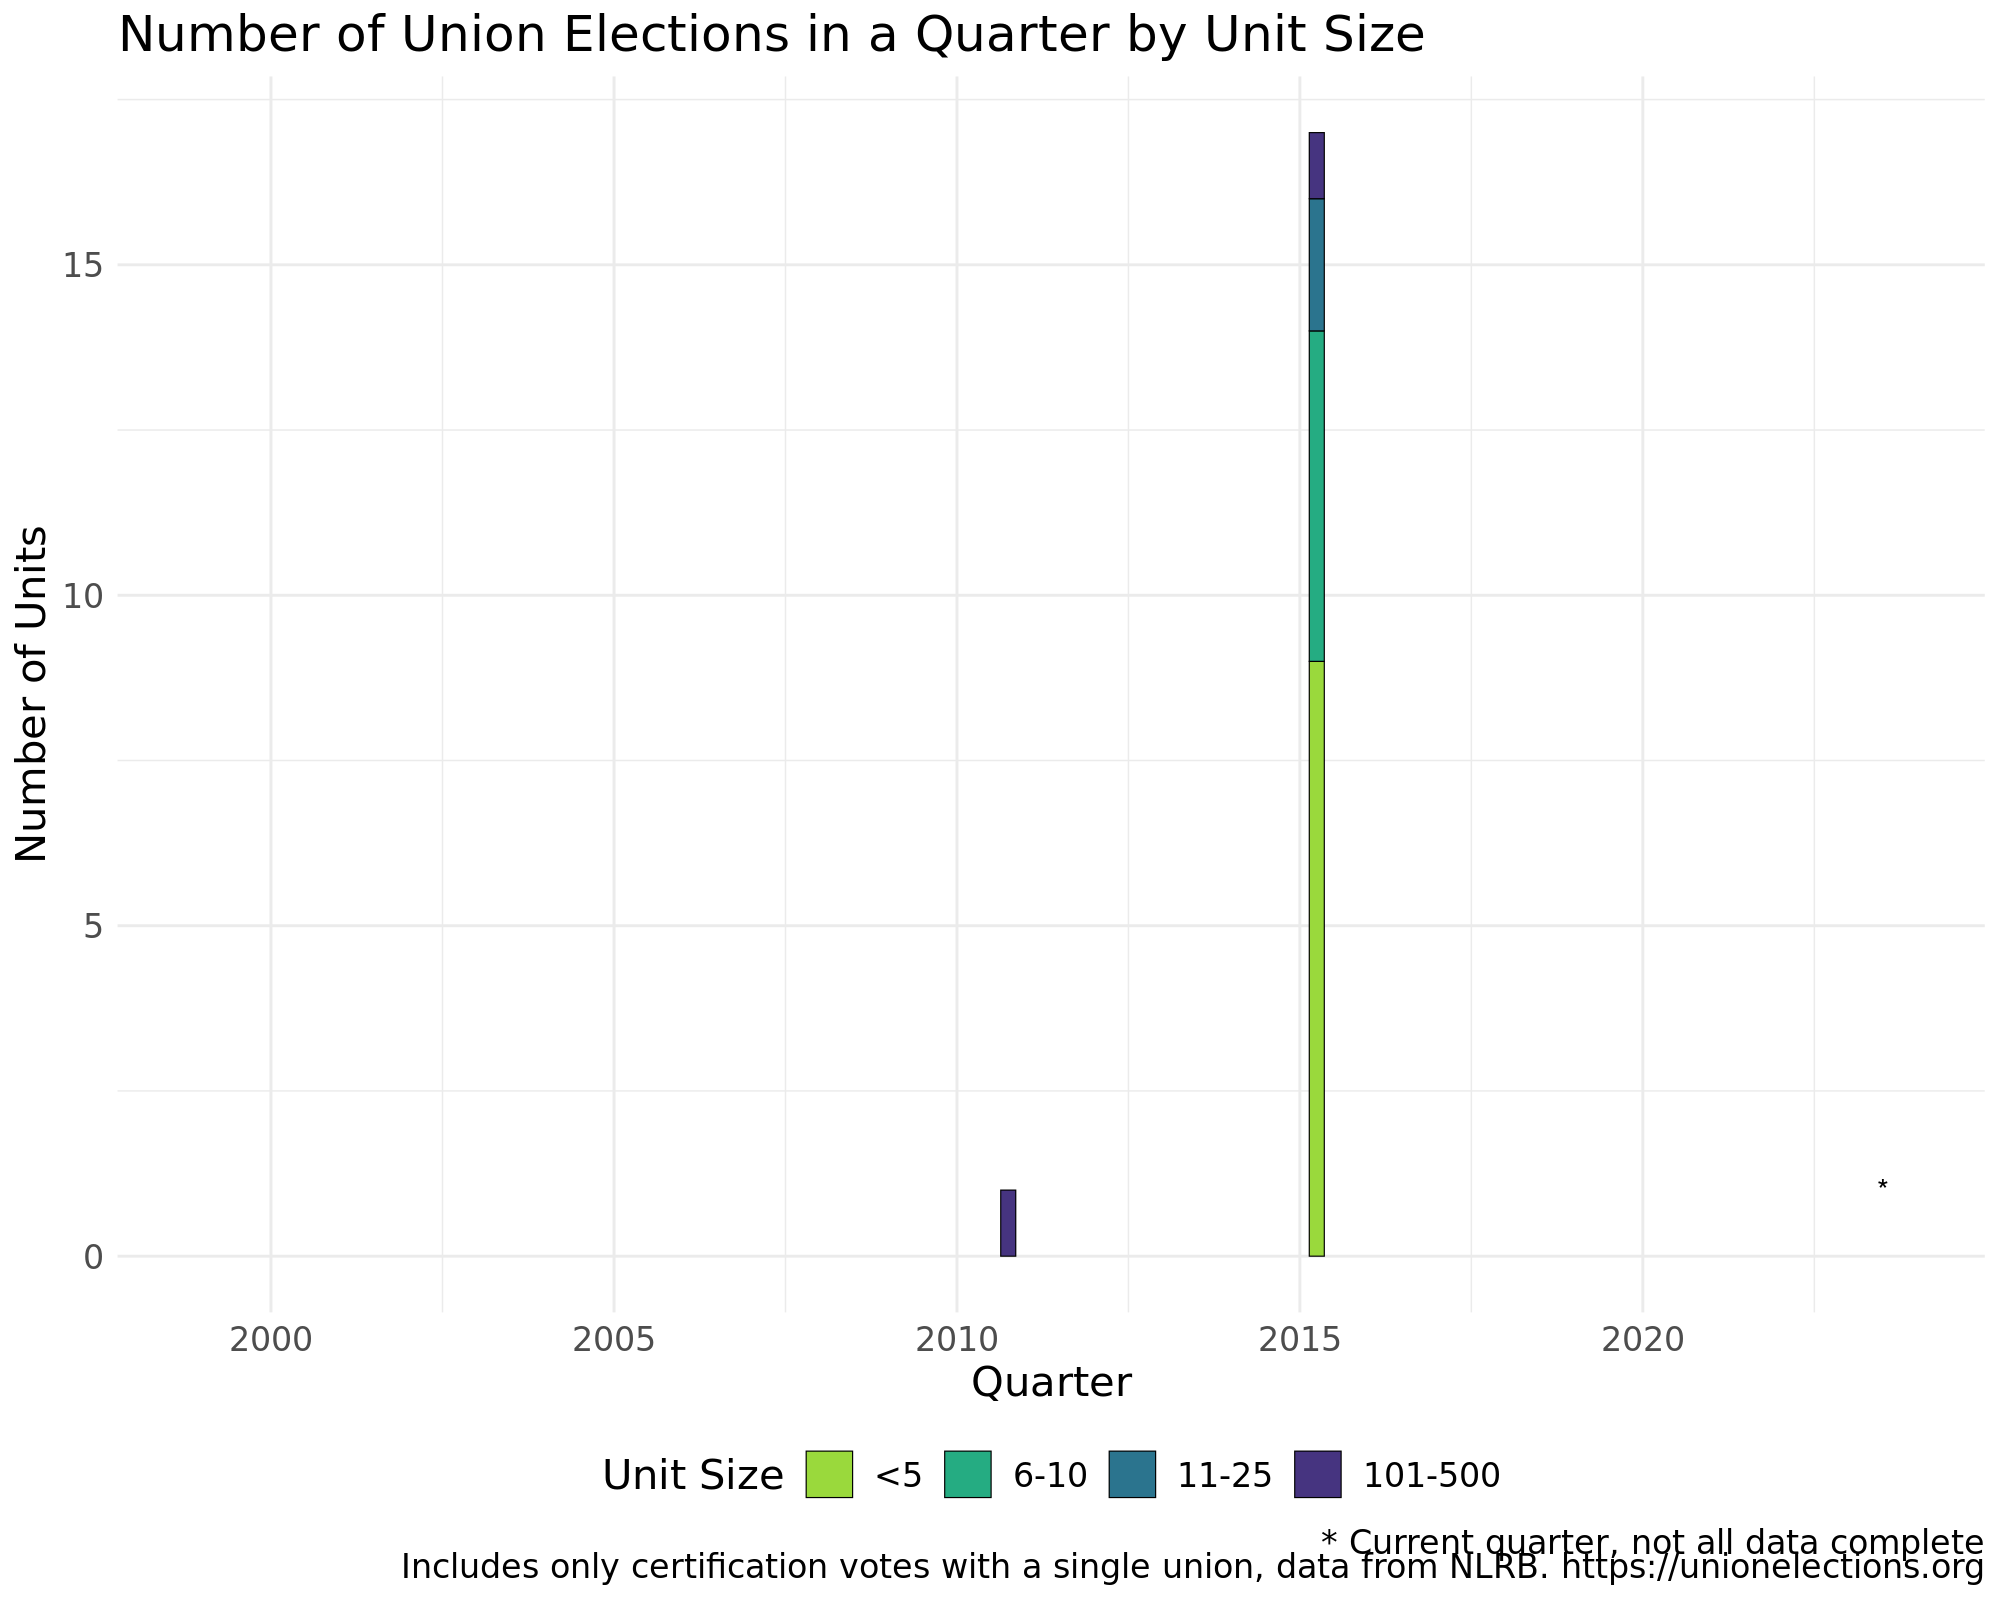 Number of Union Elections in a Quarter by Unit Size
Number of Units
15
10
5
0
*
2000 2005 2010 2015 2020
Quarter
Unit Size <5 6-10 11-25 101-500
* Current quarter, not all data complete
Includes only certification votes with a single union, data from NLRB. https://unionelections.org